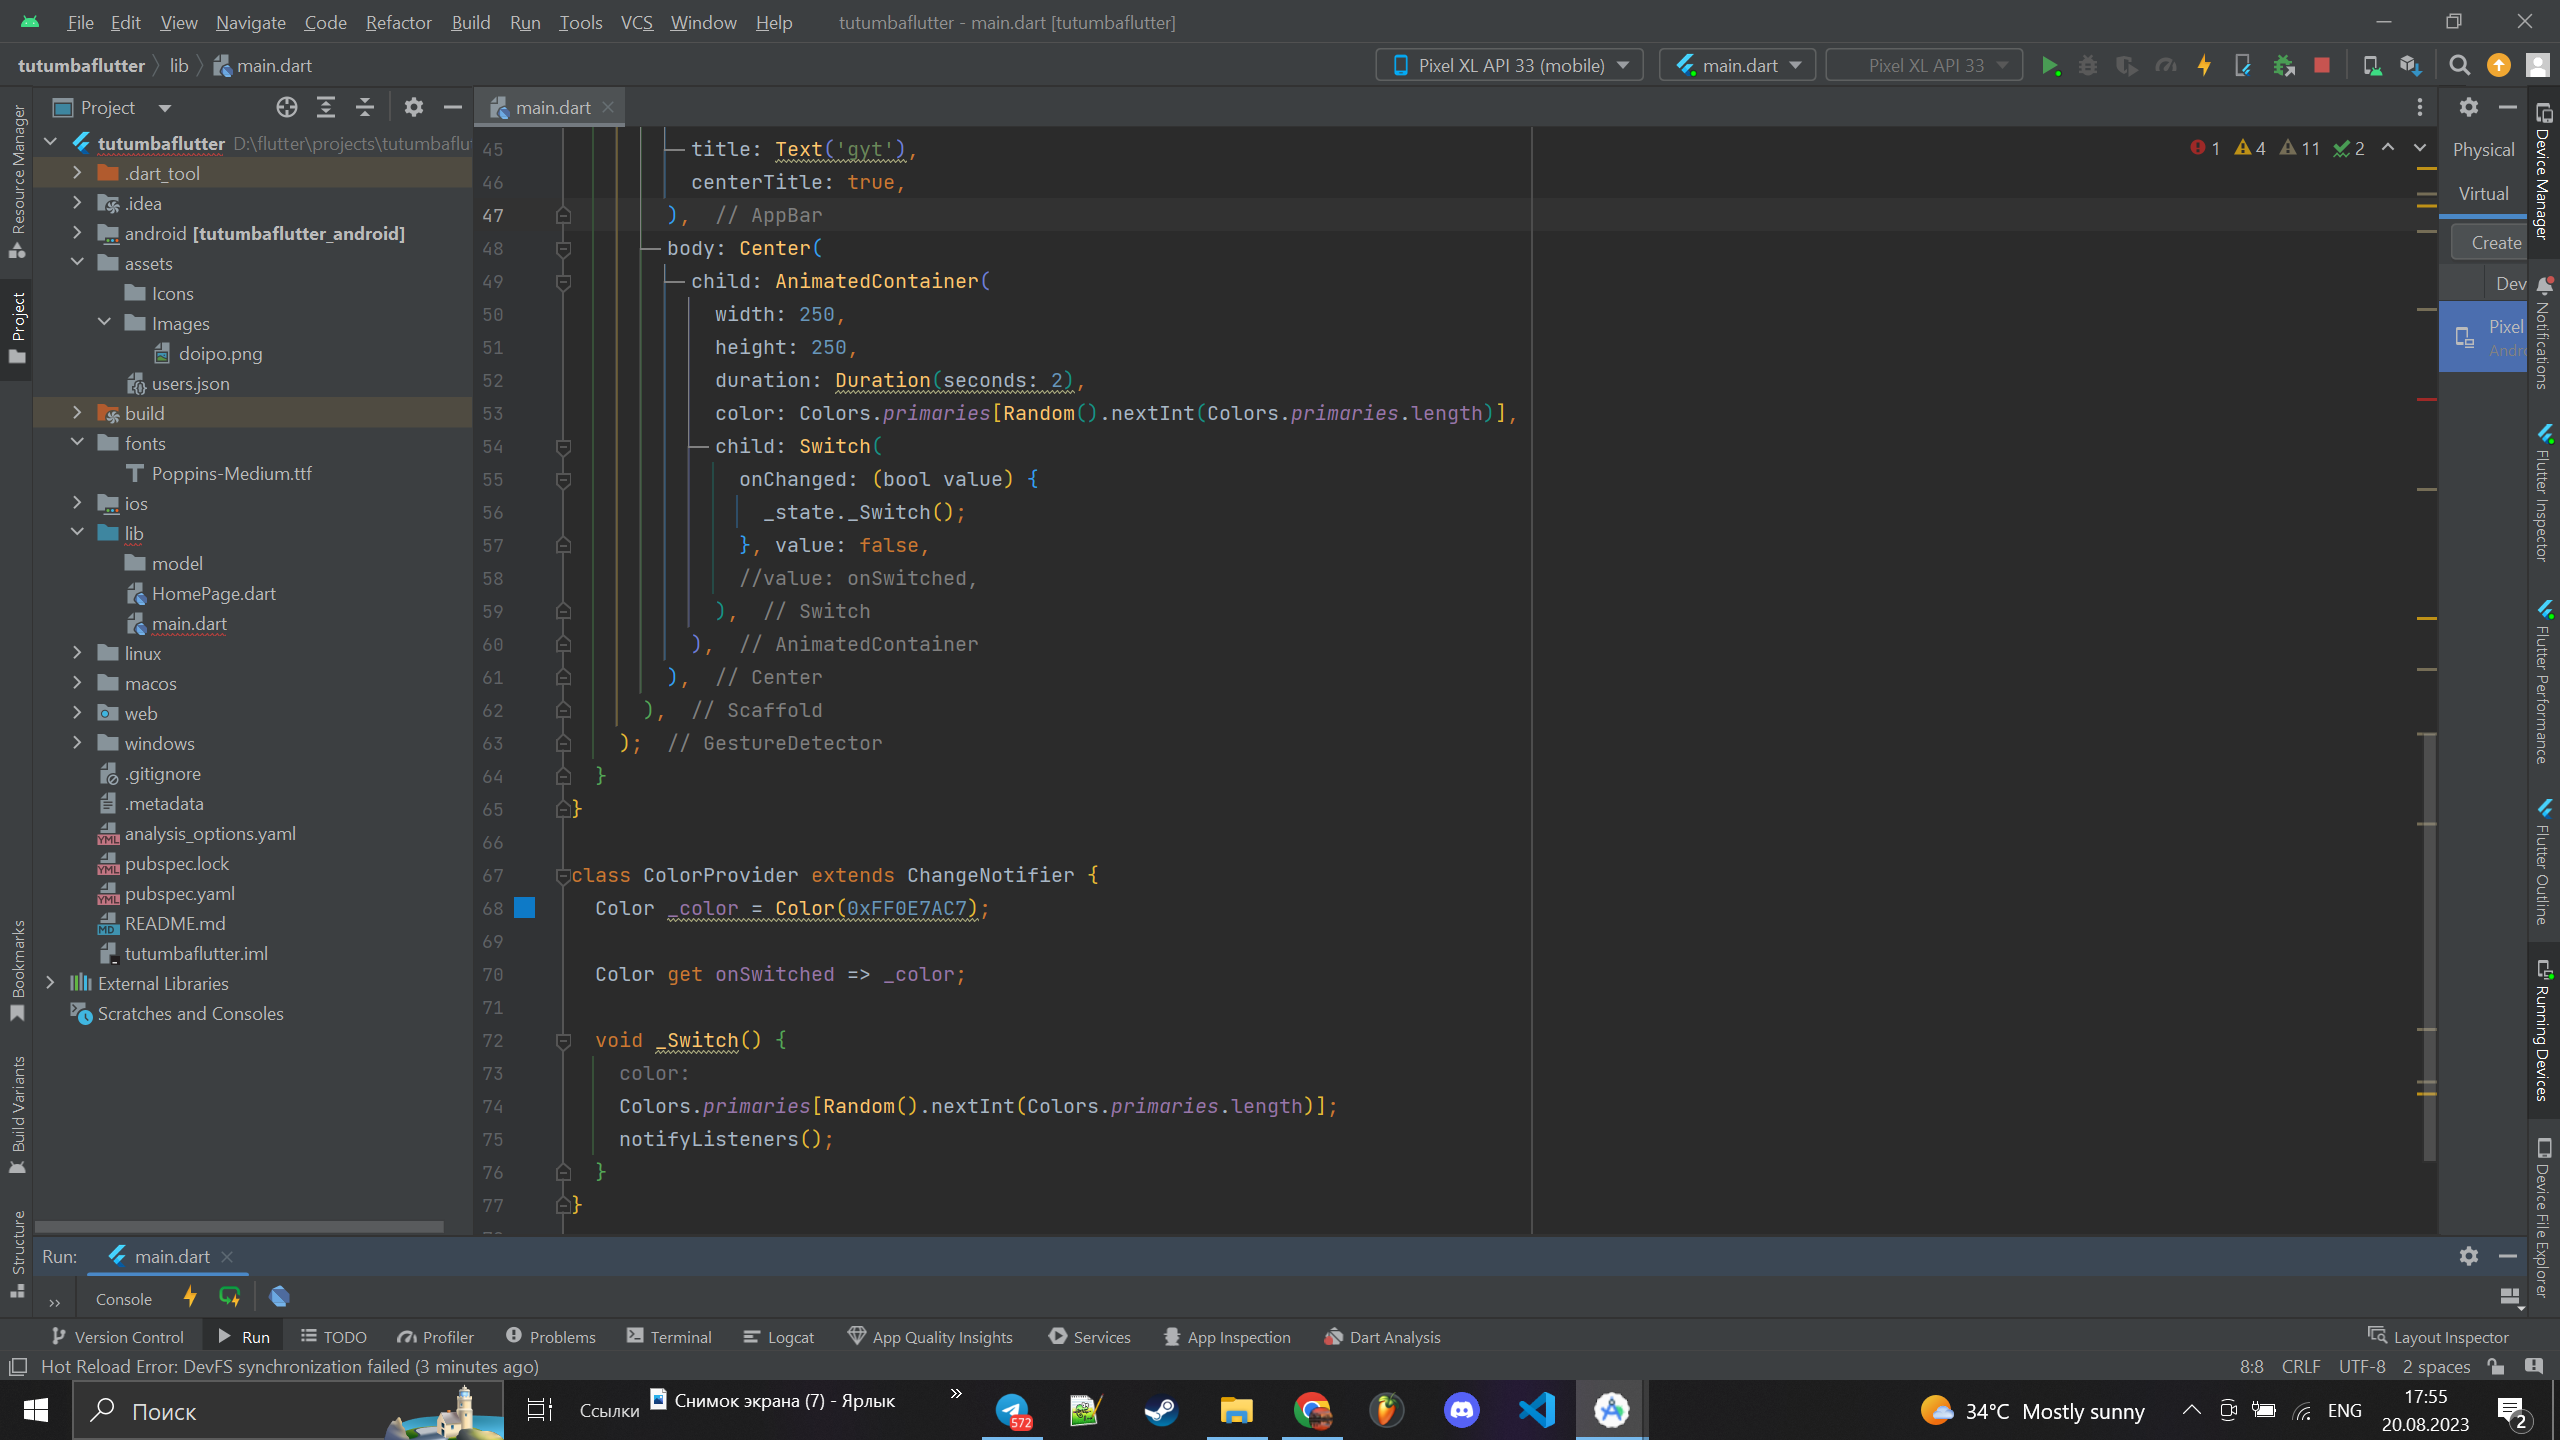 File Edit View Navigate Code Refactor Build Run Tools VCS Window Help tutumbaflutter - main.dart [tutumbaflutter]
tutumbaflutter lib main.dart Pixel XL API 33 (mobile) main.dart Pixel XL API 33
Project main.dart
tutumbaflutter D:\flutter\projects\tutumbaflut
.dart_tool
.idea
android [tutumbaflutter_android]
assets
Icons
Images
doipo.png
users.json
build
fonts
Poppins-Medium.ttf
ios
lib
model
HomePage.dart
main.dart
linux
macos
web
windows
.gitignore
.metadata
analysis_options.yaml
pubspec.lock
pubspec.yaml
README.md
tutumbaflutter.iml
External Libraries
Scratches and Consoles
Resource Manager
Project
Bookmarks
Build Variants
Structure
45 title: Text('gyt'),
46 centerTitle: true,
47 ), // AppBar
48 body: Center(
49 child: AnimatedContainer(
50 width: 250,
51 height: 250,
52 duration: Duration(seconds: 2),
53 color: Colors.primaries[Random().nextInt(Colors.primaries.length)],
54 child: Switch(
55 onChanged: (bool value) {
56 _state._Switch();
57 }, value: false,
58 //value: onSwitched,
59 ), // Switch
60 ), // AnimatedContainer
61 ), // Center
62 ), // Scaffold
63 ); // GestureDetector
64 }
65 }
66
67 class ColorProvider extends ChangeNotifier {
68 Color _color = Color(0xFF0E7AC7);
69
70 Color get onSwitched => _color;
71
72 void _Switch() {
73 color:
74 Colors.primaries[Random().nextInt(Colors.primaries.length)];
75 notifyListeners();
76 }
77 }
1 4 11 2
Physical
Virtual
Create
Dev
Pixel
Andro
Device Manager
Notifications
Flutter Inspector
Flutter Performance
Flutter Outline
Running Devices
Device File Explorer
Run: main.dart
Console
Version Control Run TODO Profiler Problems Terminal Logcat App Quality Insights Services App Inspection Dart Analysis Layout Inspector
Hot Reload Error: DevFS synchronization failed (3 minutes ago) 8:8 CRLF UTF-8 2 spaces
Поиск Ссылки Снимок экрана (7) - Ярлык » 572 34°C Mostly sunny ENG 17:55
20.08.2023 2